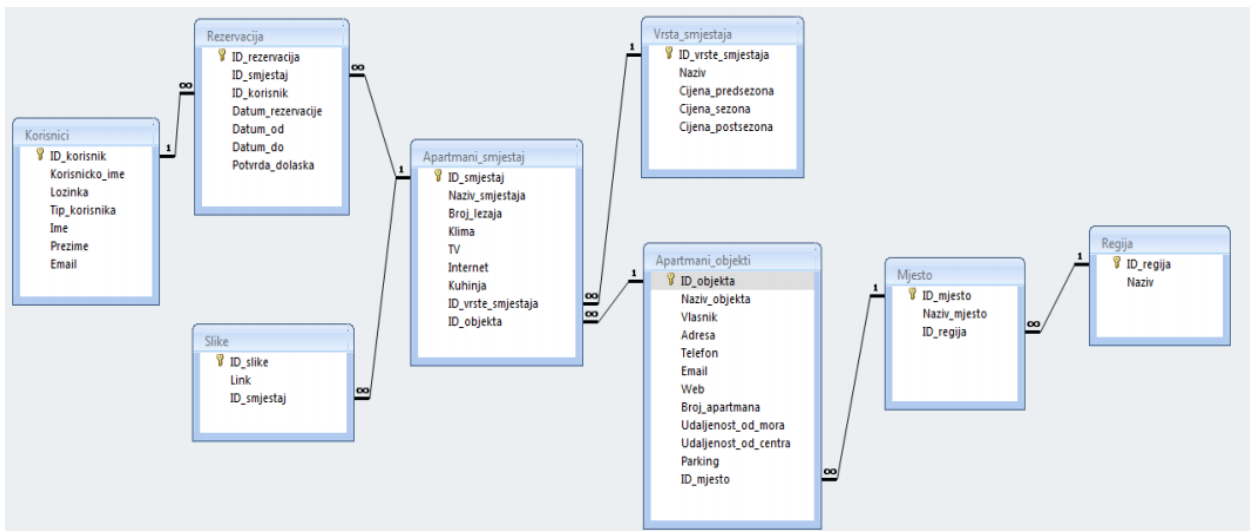 Rezervacija
ID_rezervacija
ID_smjestaj
ID_korisnik
Datum_rezervacije
Datum_od
Datum_do
Potvrda_dolaska
∞
∞
Korisnici
ID_korisnik
Korisnicko_ime
Lozinka
Tip_korisnika
Ime
Prezime
Email
1
Slike
ID_slike
Link
ID_smjestaj
∞
Apartmani_smjestaj
ID_smjestaj
Naziv_smjestaja
Broj_lezaja
Klima
TV
Internet
Kuhinja
ID_vrste_smjestaja
ID_objekta
1
∞
∞
Vrsta_smjestaja
ID_vrste_smjestaja
Naziv
Cijena_predsezona
Cijena_sezona
Cijena_postsezona
1
Apartmani_objekti
ID_objekta
Naziv_objekta
Vlasnik
Adresa
Telefon
Email
Web
Broj_apartmana
Udaljenost_od_mora
Udaljenost_od_centra
Parking
ID_mjesto
1
∞
Mjesto
ID_mjesto
Naziv_mjesto
ID_regija
1
∞
Regija
ID_regija
Naziv
1